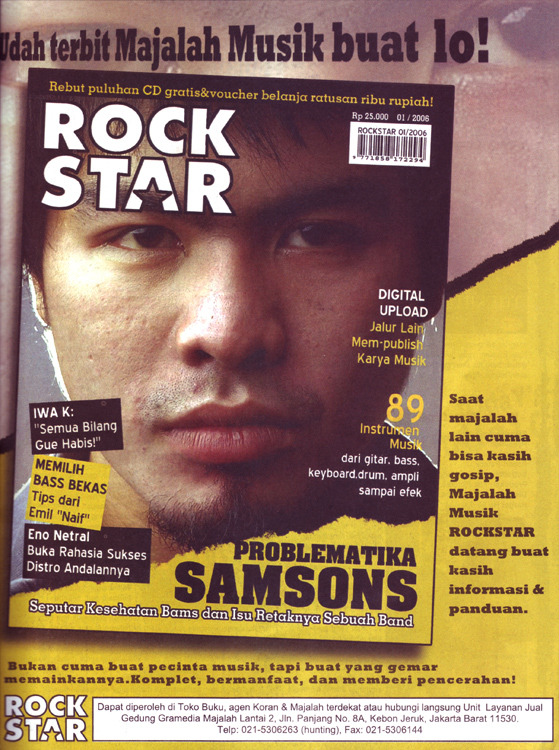 Udah terbit Majalah Musik buat lo!
Rebut puluhan CD gratis&voucher belanja ratusan ribu rupiah!
ROCK
STAR
Rp 25.000 01 / 2006
ROCKSTAR 01/2006
9 771858 172294
DIGITAL
UPLOAD
Jalur Lain
Mem-publish
Karya Musik
89
Instrumen
Musik
dari gitar, bass,
keyboard.drum, ampli
sampai efek
IWA K:
"Semua Bilang
Gue Habis!"
MEMILIH
BASS BEKAS
Tips dari
Emil "Naif"
Eno Netral
Buka Rahasia Sukses
Distro Andalannya
PROBLEMATIKA
SAMSONS
Seputar Kesehatan Bams dan Isu Retaknya Sebuah Band
Saat
majalah
lain cuma
bisa kasih
gosip,
Majalah
Musik
ROCKSTAR
datang buat
kasih
informasi &
panduan.
Bukan cuma buat pecinta musik, tapi buat yang gemar
memainkannya.Komplet, bermanfaat, dan memberi pencerahan!
ROCK
STAR
Dapat diperoleh di Toko Buku, agen Koran & Majalah terdekat atau hubungi langsung Unit Layanan Jual
Gedung Gramedia Majalah Lantai 2, Jln. Panjang No. 8A, Kebon Jeruk, Jakarta Barat 11530.
Telp: 021-5306263 (hunting), Fax: 021-5306144